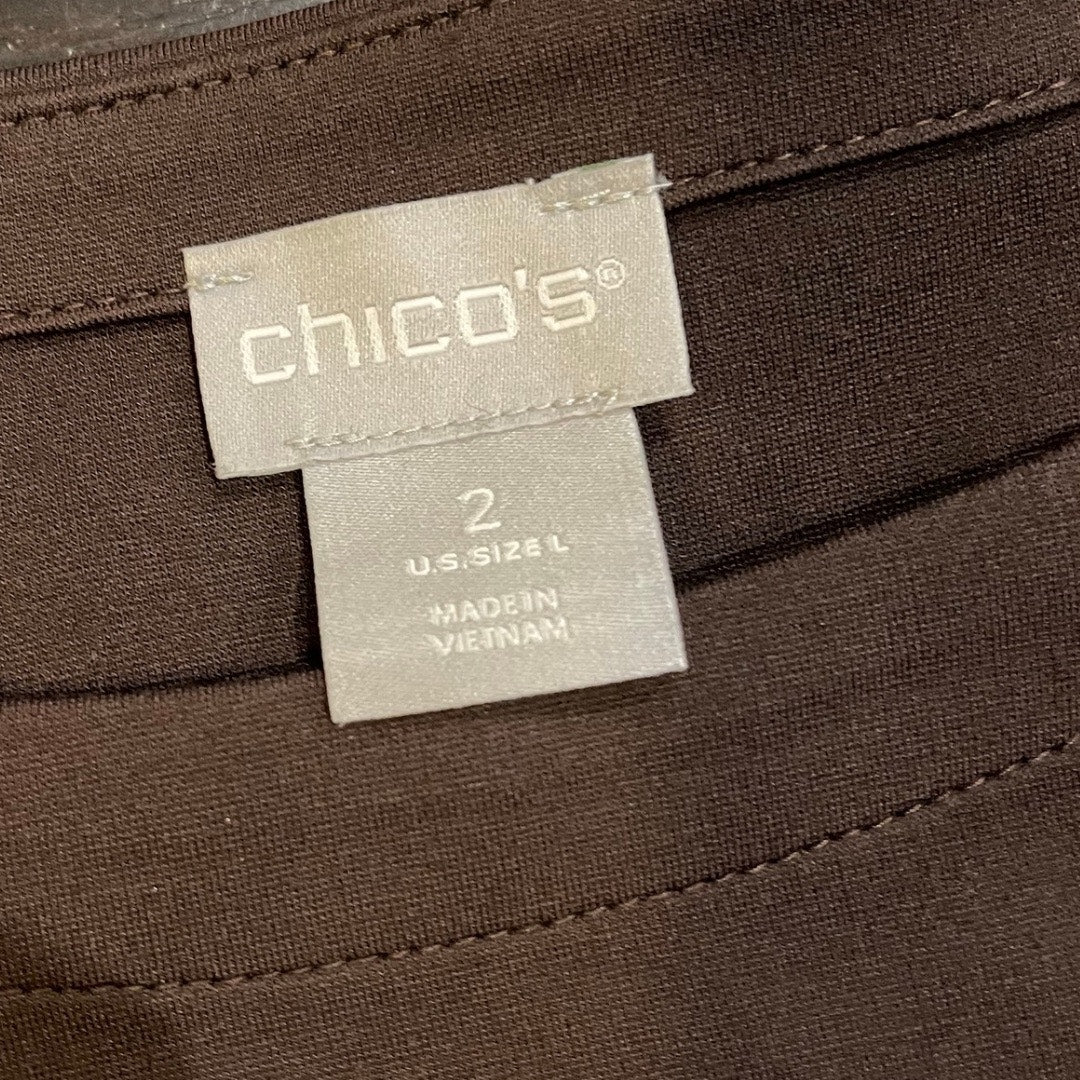 chico's®
2
U.S. SIZE L
MADE IN
VIETNAM